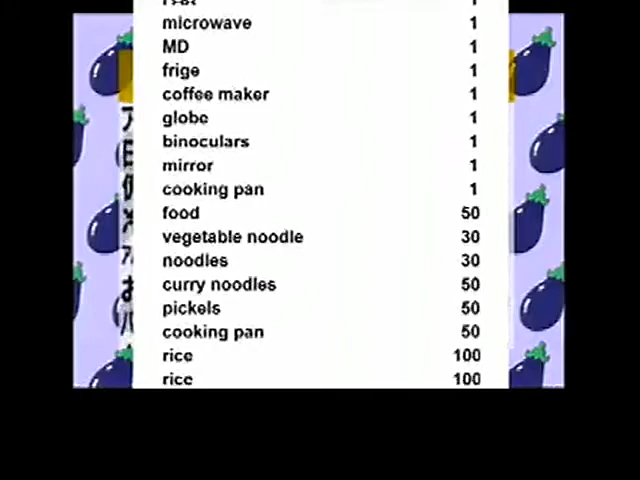 microwave 1
MD 1
frige 1
coffee maker 1
globe 1
binoculars 1
mirror 1
cooking pan 1
food 50
vegetable noodle 30
noodles 30
curry noodles 50
pickels 50
cooking pan 50
rice 100
rice 100